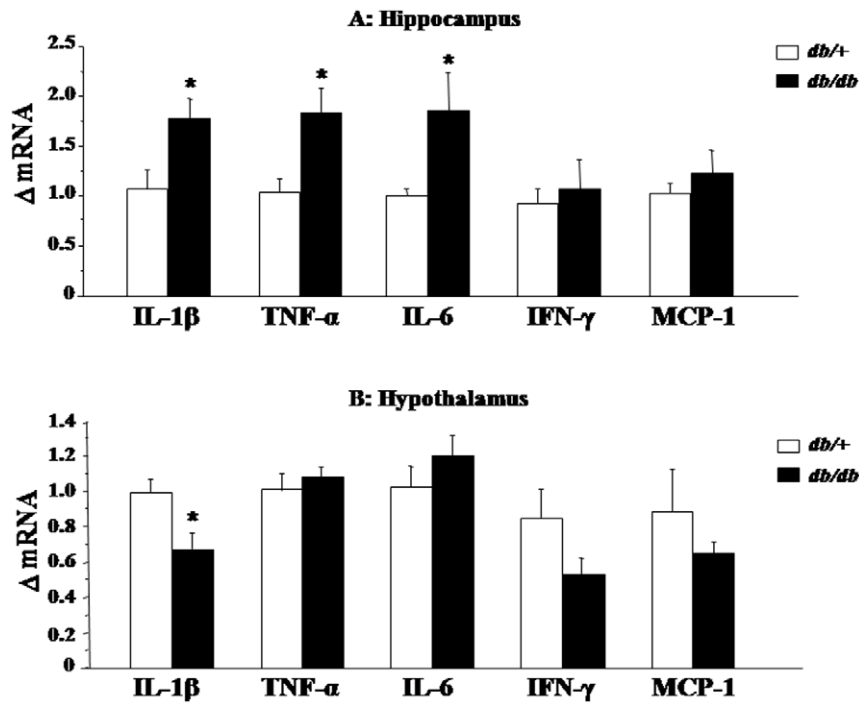 A: Hippocampus
2.5
2.0
1.5
1.0
0.5
0
Δ mRNA
* * *
db/+
db/db
IL-1β TNF-α IL-6 IFN-γ MCP-1
B: Hypothalamus
1.4
1.2
1.0
0.8
0.6
0.4
0.2
0
Δ mRNA
*
db/+
db/db
IL-1β TNF-α IL-6 IFN-γ MCP-1